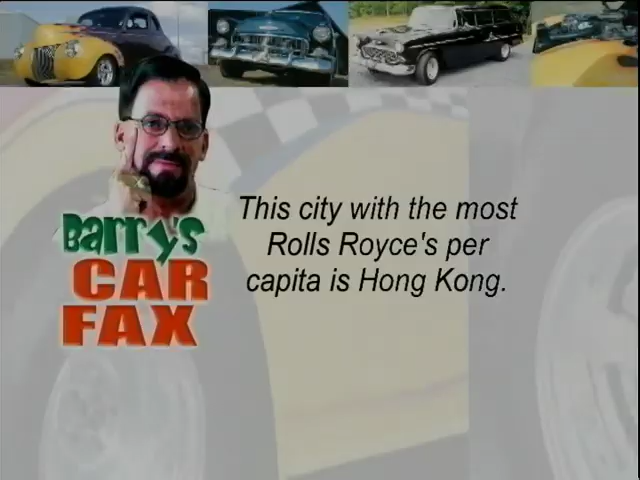 Barry's
CAR
FAX
This city with the most
Rolls Royce's per
capita is Hong Kong.